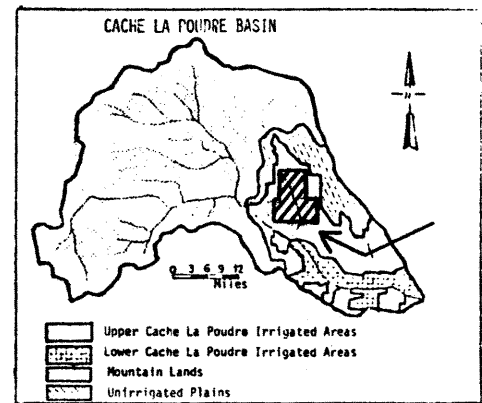 CACHE LA POUDRE BASIN
N
0 3 6 9 12
Miles
Upper Cache La Poudre Irrigated Areas
Lower Cache La Poudre Irrigated Areas
Mountain Lands
Unirrigated Plains